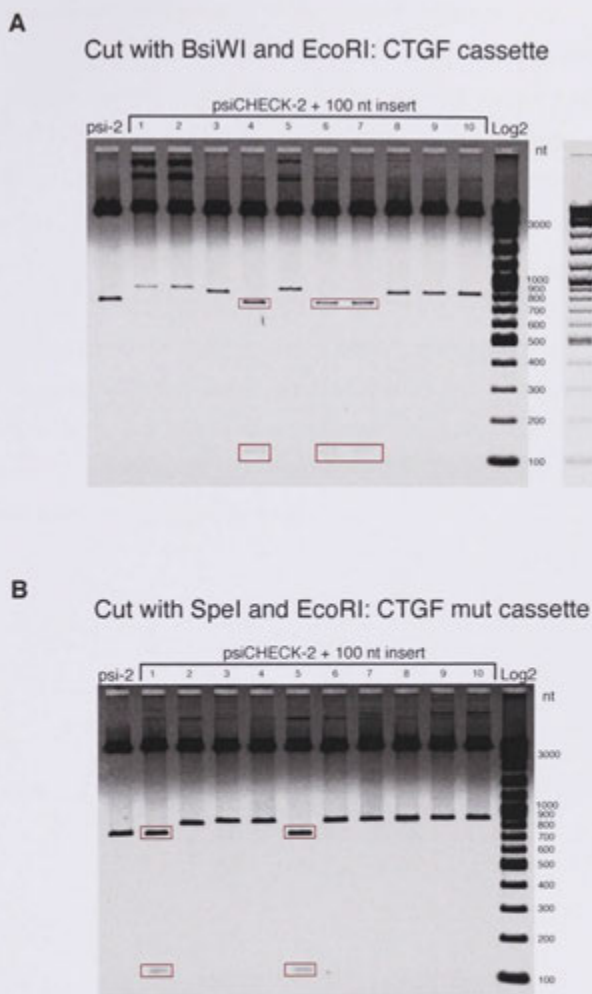 A
Cut with BsiWI and EcoRI: CTGF cassette
psiCHECK-2 + 100 nt insert
psi-2 1 2 3 4 5 6 7 8 9 10 Log2
nt
3000
1000
900
800
700
600
500
400
300
200
100
B
Cut with SpeI and EcoRI: CTGF mut cassette
psiCHECK-2 + 100 nt insert
psi-2 1 2 3 4 5 6 7 8 9 10 Log2
nt
3000
1000
900
800
700
600
500
400
300
200
100